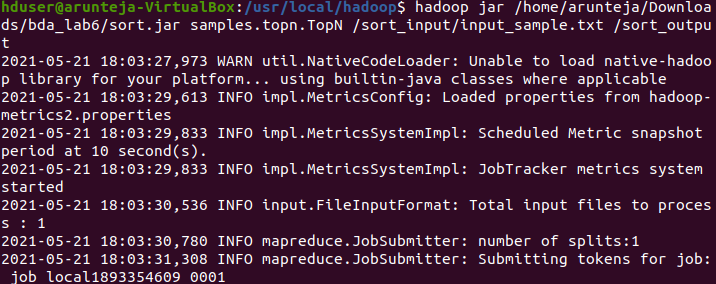 hduser@arunteja-VirtualBox:/usr/local/hadoop$ hadoop jar /home/arunteja/Downloa
ds/bda_lab6/sort.jar samples.topn.TopN /sort_input/input_sample.txt /sort_outpu
t
2021-05-21 18:03:27,973 WARN util.NativeCodeLoader: Unable to load native-hadoo
p library for your platform... using builtin-java classes where applicable
2021-05-21 18:03:29,613 INFO impl.MetricsConfig: Loaded properties from hadoop-
metrics2.properties
2021-05-21 18:03:29,833 INFO impl.MetricsSystemImpl: Scheduled Metric snapshot
period at 10 second(s).
2021-05-21 18:03:29,833 INFO impl.MetricsSystemImpl: JobTracker metrics system
started
2021-05-21 18:03:30,536 INFO input.FileInputFormat: Total input files to proces
s : 1
2021-05-21 18:03:30,780 INFO mapreduce.JobSubmitter: number of splits:1
2021-05-21 18:03:31,308 INFO mapreduce.JobSubmitter: Submitting tokens for job:
job_local1893354609_0001